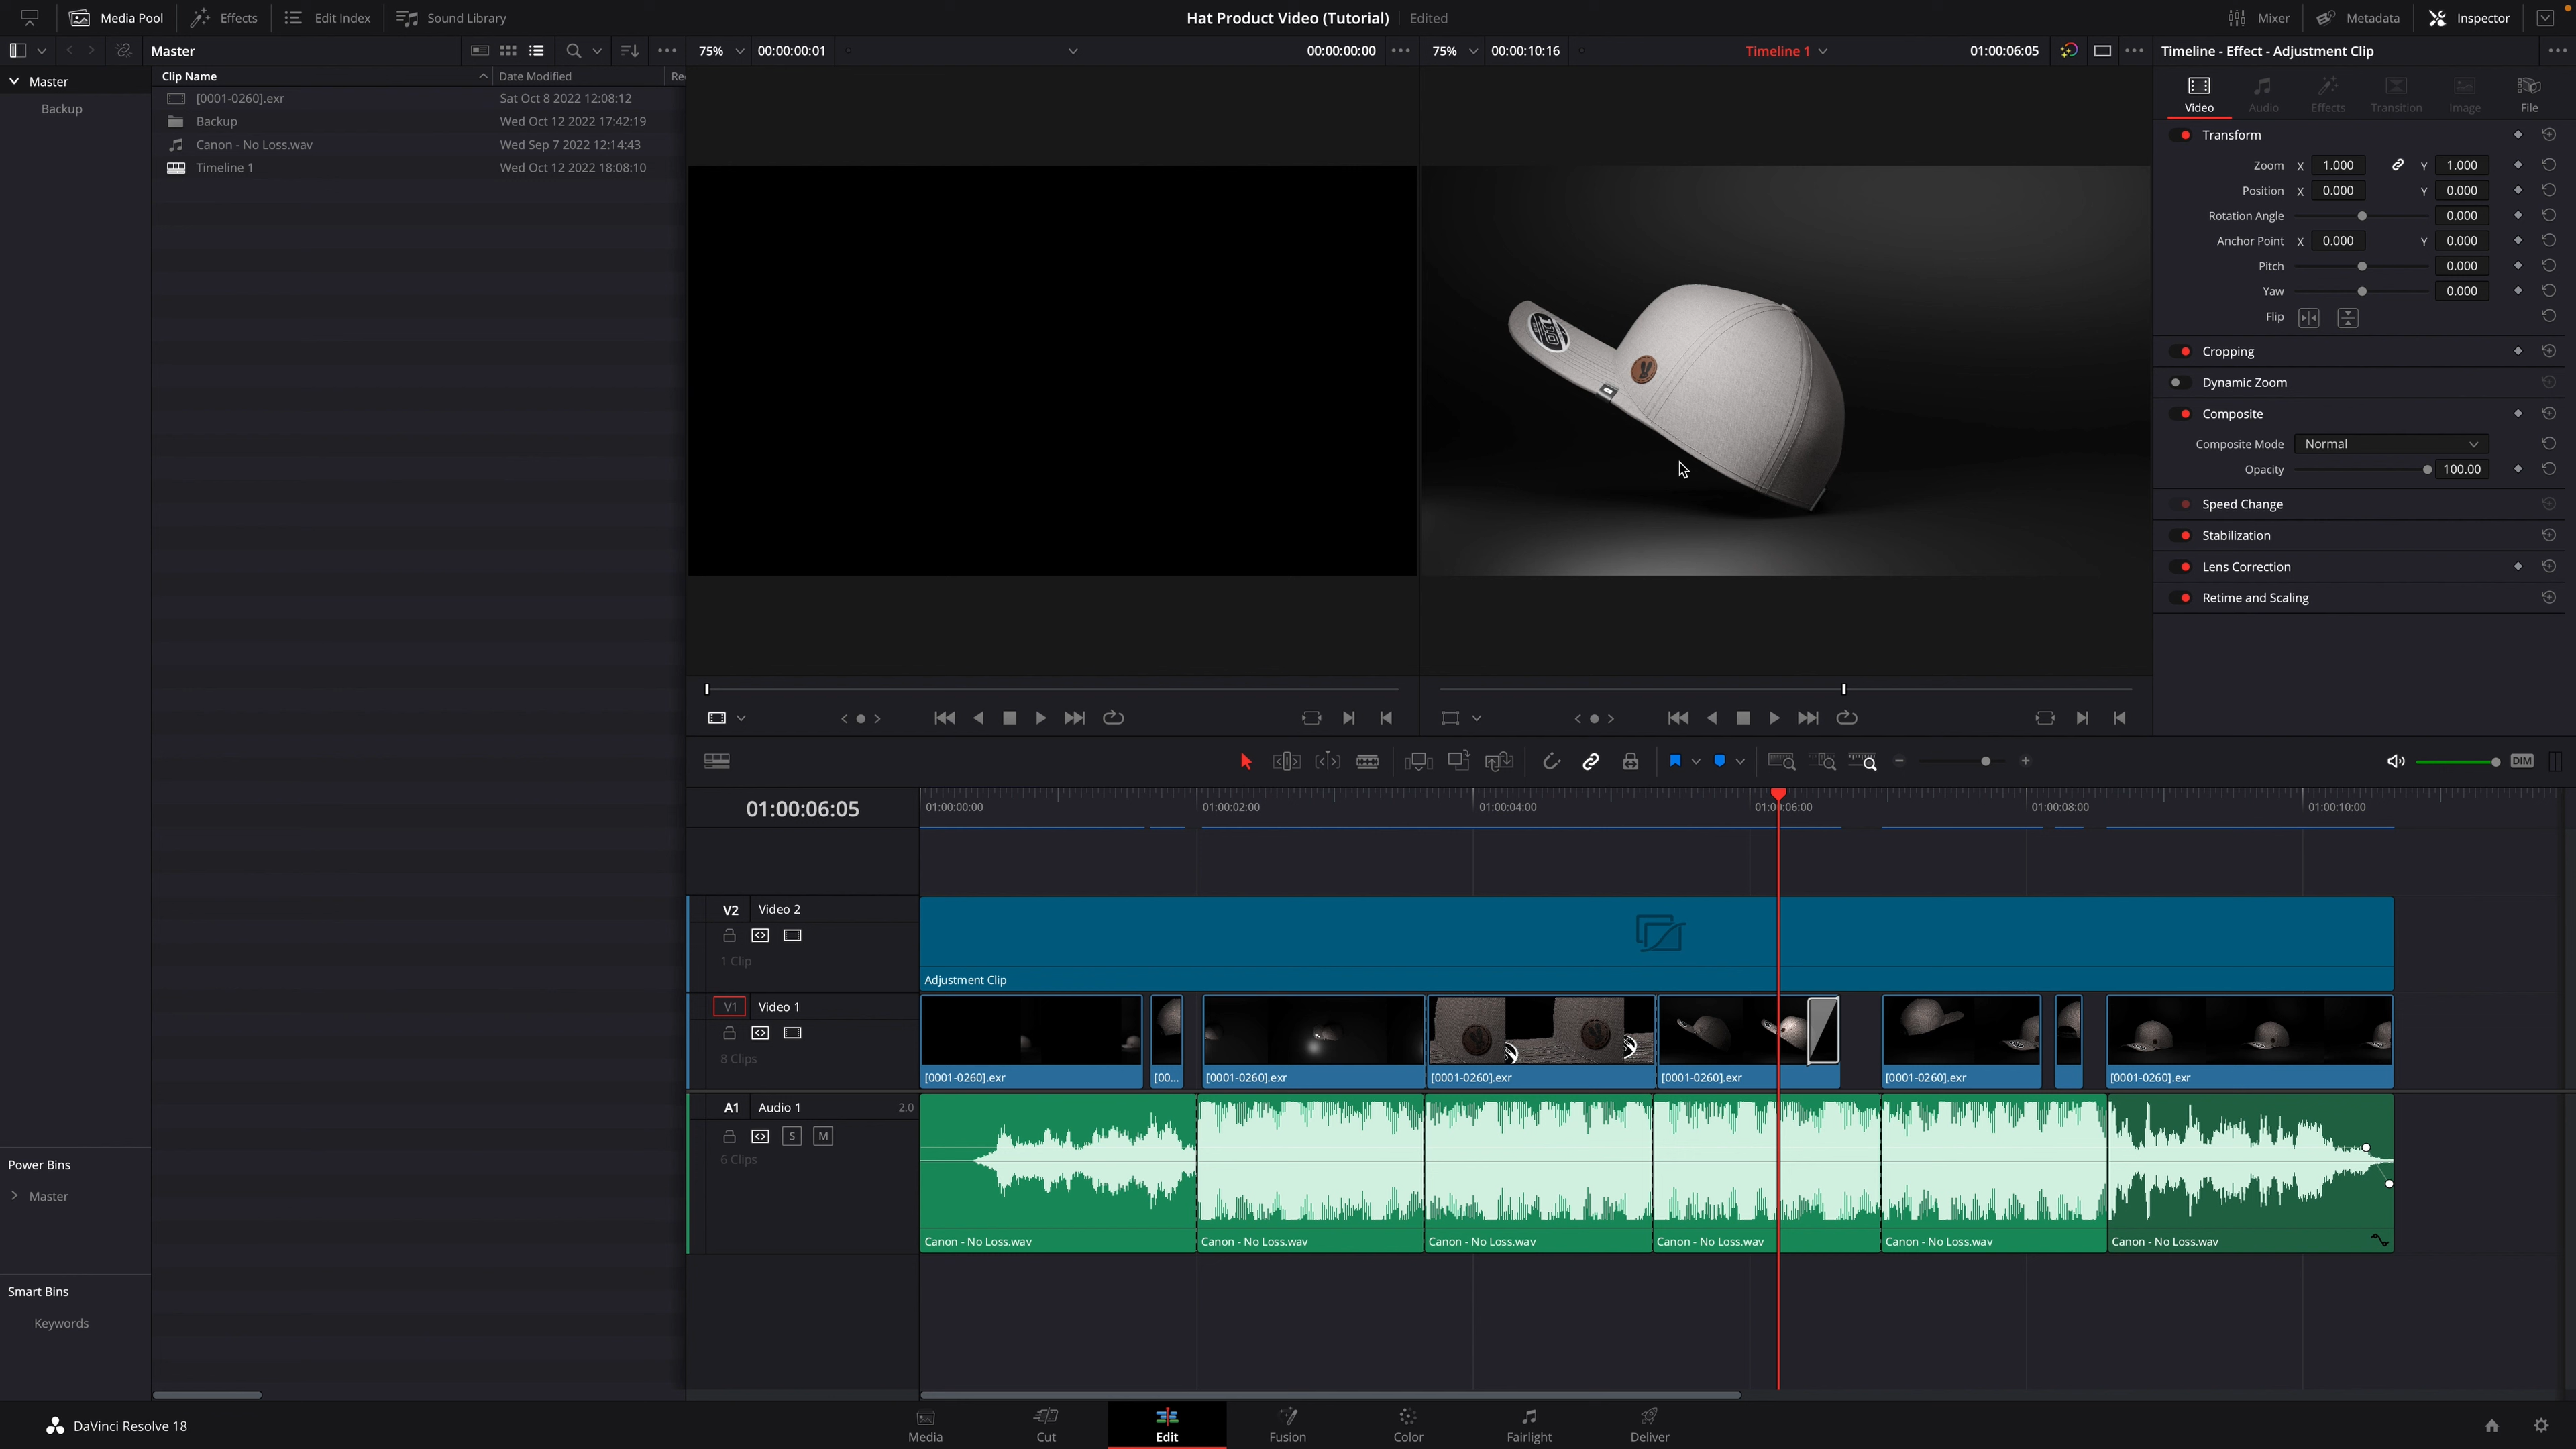 Media Pool Effects Edit Index Sound Library Hat Product Video (Tutorial) Edited Mixer Metadata Inspector
Master 75% 00:00:00:01 00:00:00:00 75% 00:00:10:16 Timeline 1 01:00:06:05 Timeline - Effect - Adjustment Clip
Master
Backup
Clip Name Date Modified Re
[0001-0260].exr Sat Oct 8 2022 12:08:12
Backup Wed Oct 12 2022 17:42:19
Canon - No Loss.wav Wed Sep 7 2022 12:14:43
Timeline 1 Wed Oct 12 2022 18:08:10
Video Audio Effects Transition Image File
Transform
Zoom X 1.000 Y 1.000
Position X 0.000 Y 0.000
Rotation Angle 0.000
Anchor Point X 0.000 Y 0.000
Pitch 0.000
Yaw 0.000
Flip
Cropping
Dynamic Zoom
Composite
Composite Mode Normal
Opacity 100.00
Speed Change
Stabilization
Lens Correction
Retime and Scaling
DIM
01:00:06:05 01:00:00:00 01:00:02:00 01:00:04:00 01:00:06:00 01:00:08:00 01:00:10:00
V2 Video 2
1 Clip
Adjustment Clip
V1 Video 1
8 Clips
[0001-0260].exr [00... [0001-0260].exr [0001-0260].exr [0001-0260].exr [0001-0260].exr [0001-0260].exr
A1 Audio 1 2.0
S M
6 Clips
Canon - No Loss.wav Canon - No Loss.wav Canon - No Loss.wav Canon - No Loss.wav Canon - No Loss.wav Canon - No Loss.wav
Power Bins
Master
Smart Bins
Keywords
DaVinci Resolve 18 Media Cut Edit Fusion Color Fairlight Deliver